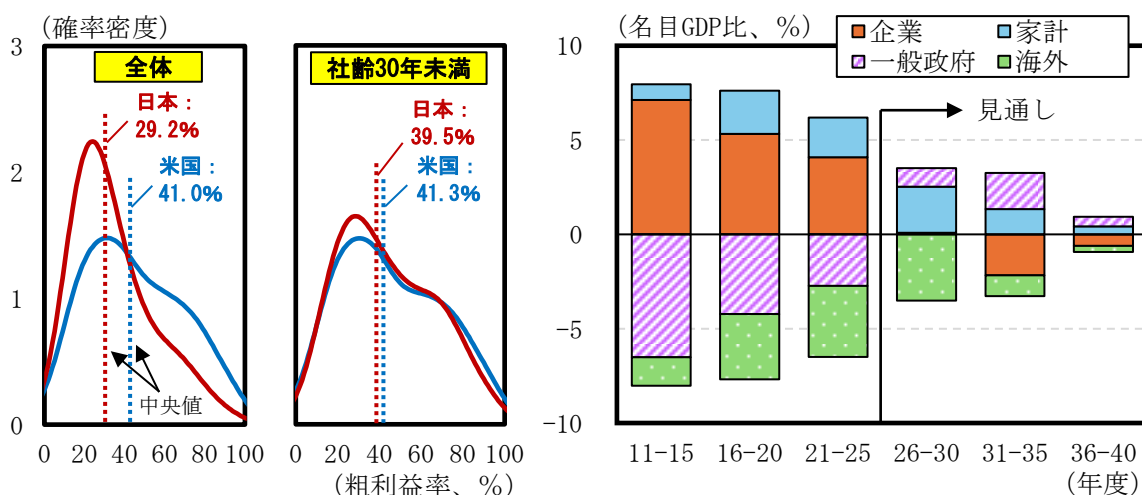 (確率密度)
3
2
1
0
全体
日本：
29.2%
米国：
41.0%
中央値
0 20 40 60 80 100
社齢30年未満
日本：
39.5%
米国：
41.3%
0 20 40 60 80 100
(粗利益率、%)
(名目GDP比、%)
10
5
0
-5
-10
企業 家計
一般政府 海外
見通し
11-15 16-20 21-25 26-30 31-35 36-40
(年度)